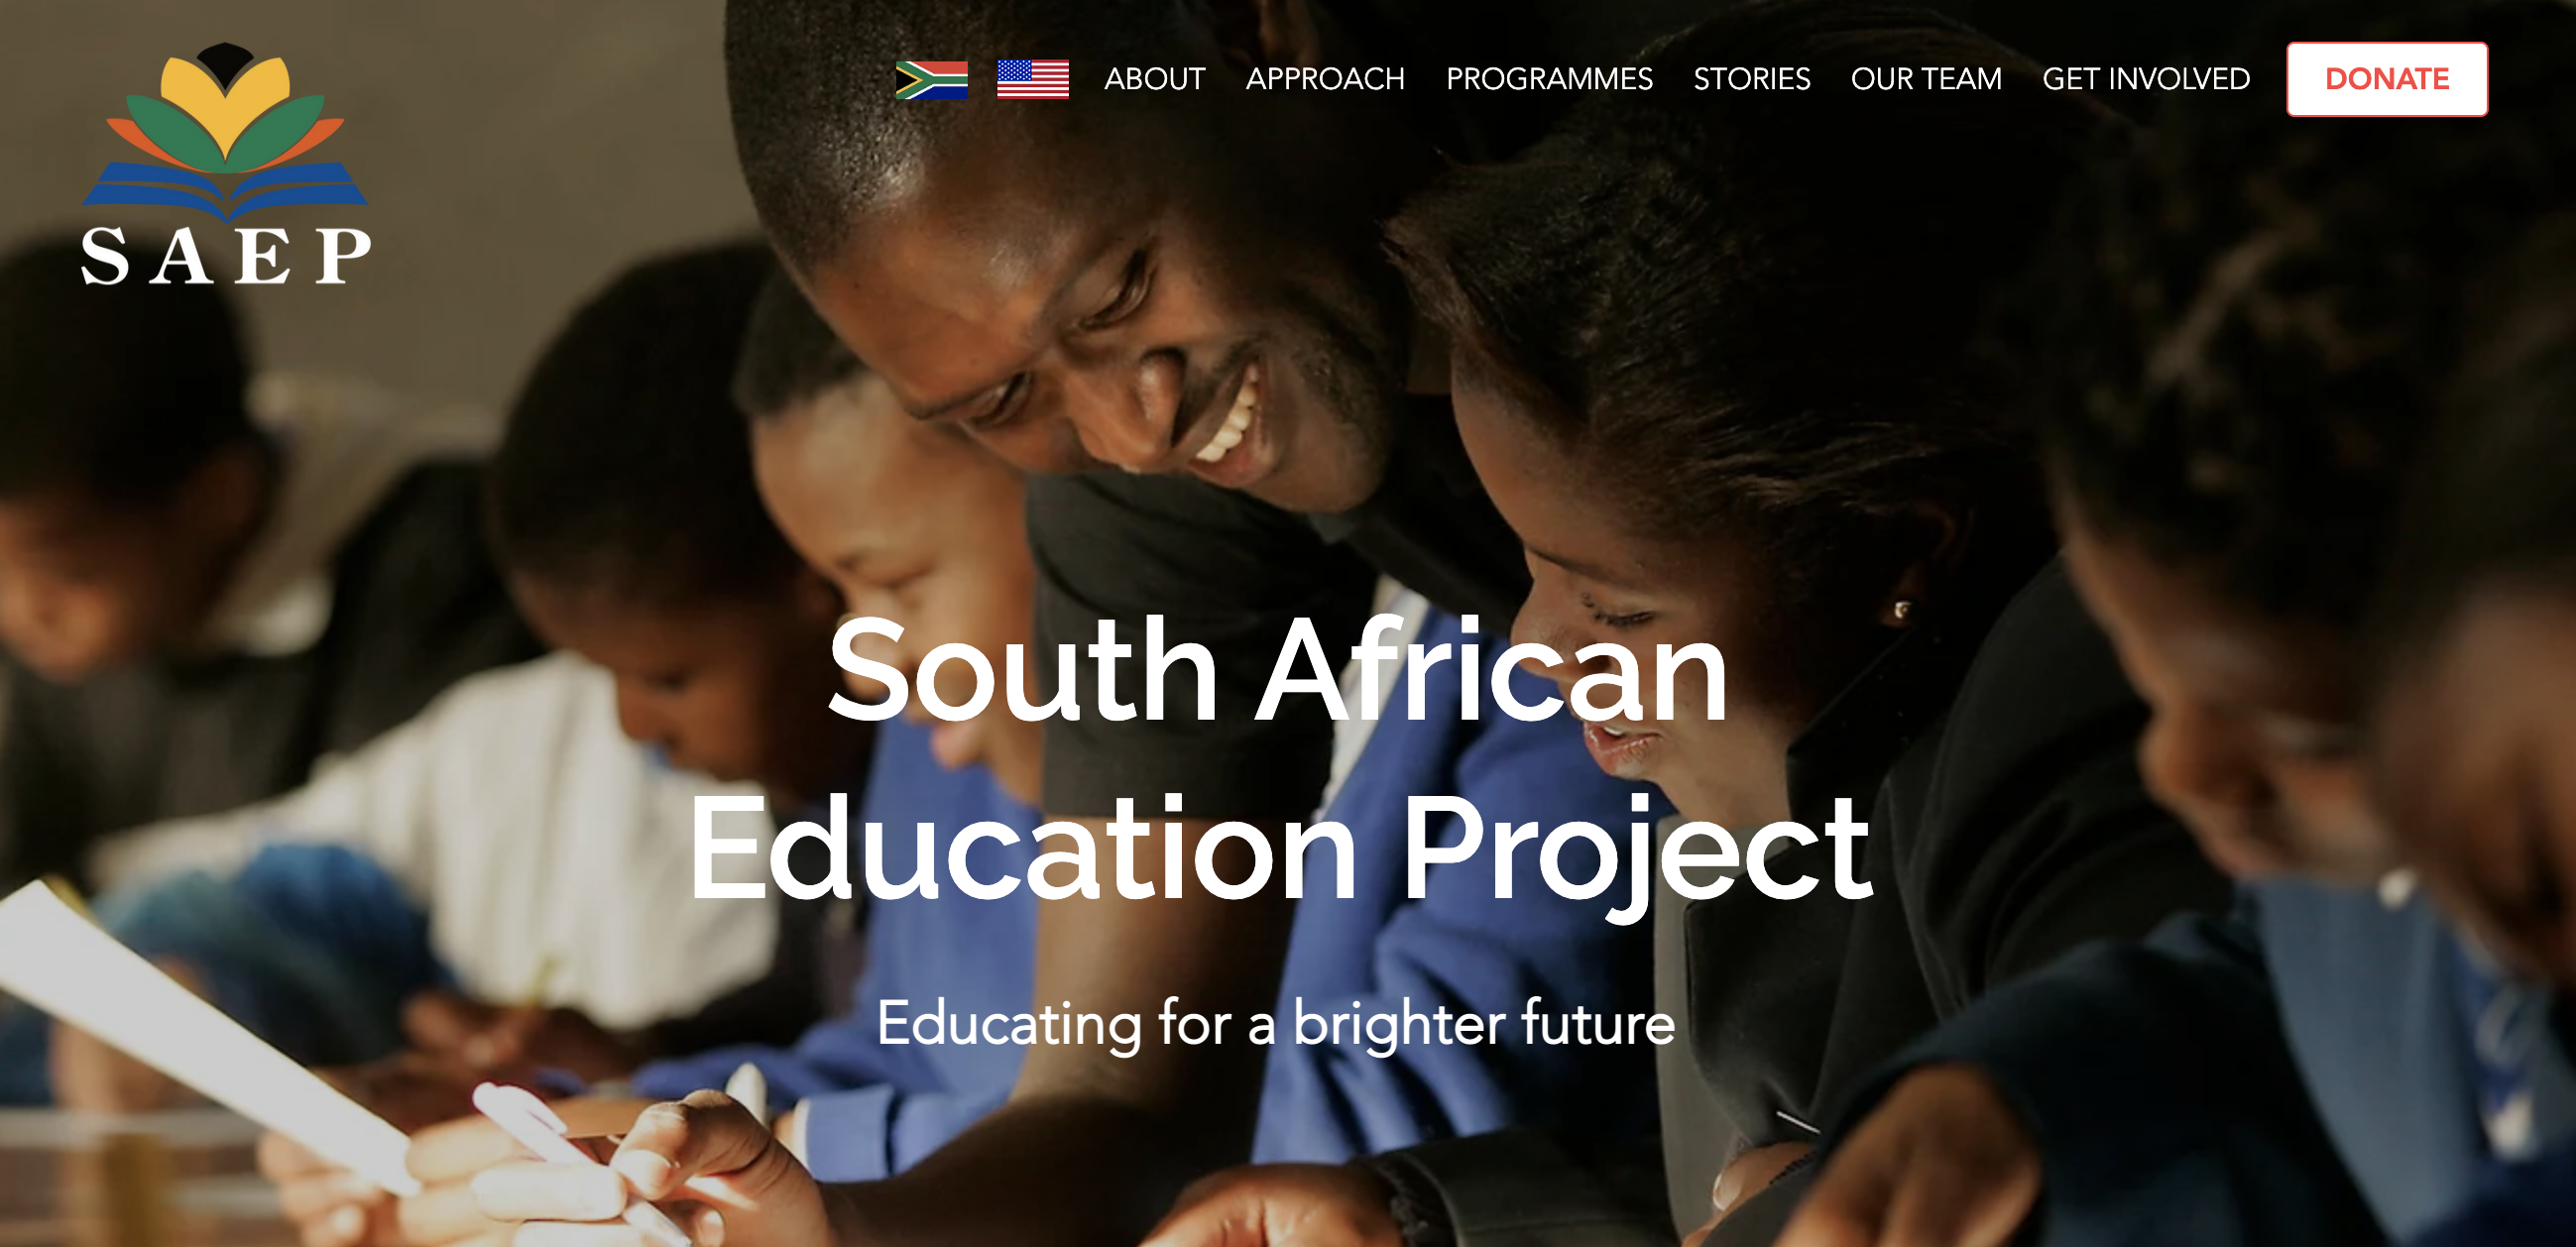 SAEP
ABOUT APPROACH PROGRAMMES STORIES OUR TEAM GET INVOLVED DONATE
South African
Education Project
Educating for a brighter future